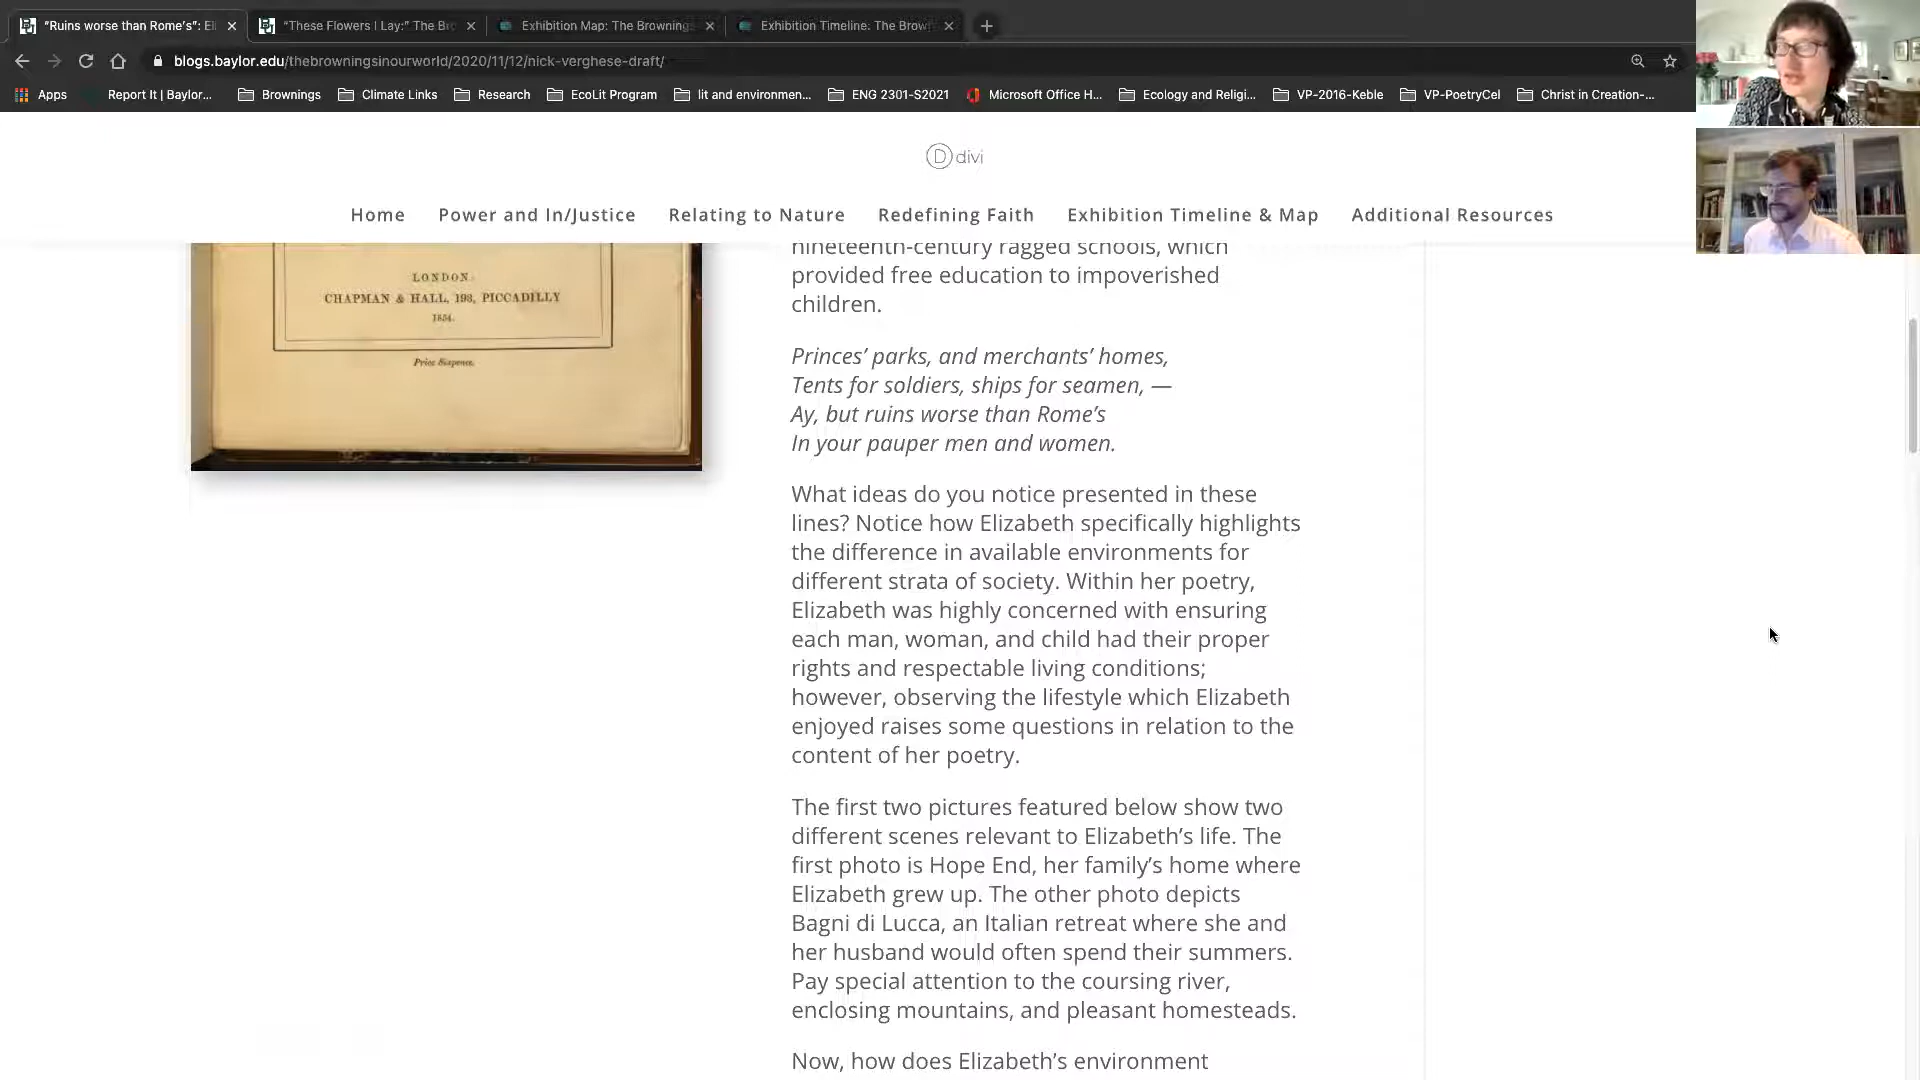 "Ruins worse than Rome's": El
"These Flowers I Lay:" The Br
Exhibition Map: The Brownings
Exhibition Timeline: The Brow
blogs.baylor.edu/thebrowningsinourworld/2020/11/12/nick-verghese-draft/
Apps
Report It | Baylor...
Brownings
Climate Links
Research
EcoLit Program
lit and environmen...
ENG 2301-S2021
Microsoft Office H...
Ecology and Religi...
VP-2016-Keble
VP-PoetryCel
Christ in Creation-...
D divi
Home
Power and In/Justice
Relating to Nature
Redefining Faith
Exhibition Timeline & Map
Additional Resources
LONDON:
CHAPMAN & HALL, 193, PICCADILLY
1854.
Price Sixpence.
nineteenth-century ragged schools, which
provided free education to impoverished
children.
Princes’ parks, and merchants’ homes,
Tents for soldiers, ships for seamen, —
Ay, but ruins worse than Rome’s
In your pauper men and women.
What ideas do you notice presented in these
lines? Notice how Elizabeth specifically highlights
the difference in available environments for
different strata of society. Within her poetry,
Elizabeth was highly concerned with ensuring
each man, woman, and child had their proper
rights and respectable living conditions;
however, observing the lifestyle which Elizabeth
enjoyed raises some questions in relation to the
content of her poetry.
The first two pictures featured below show two
different scenes relevant to Elizabeth’s life. The
first photo is Hope End, her family’s home where
Elizabeth grew up. The other photo depicts
Bagni di Lucca, an Italian retreat where she and
her husband would often spend their summers.
Pay special attention to the coursing river,
enclosing mountains, and pleasant homesteads.
Now, how does Elizabeth’s environment